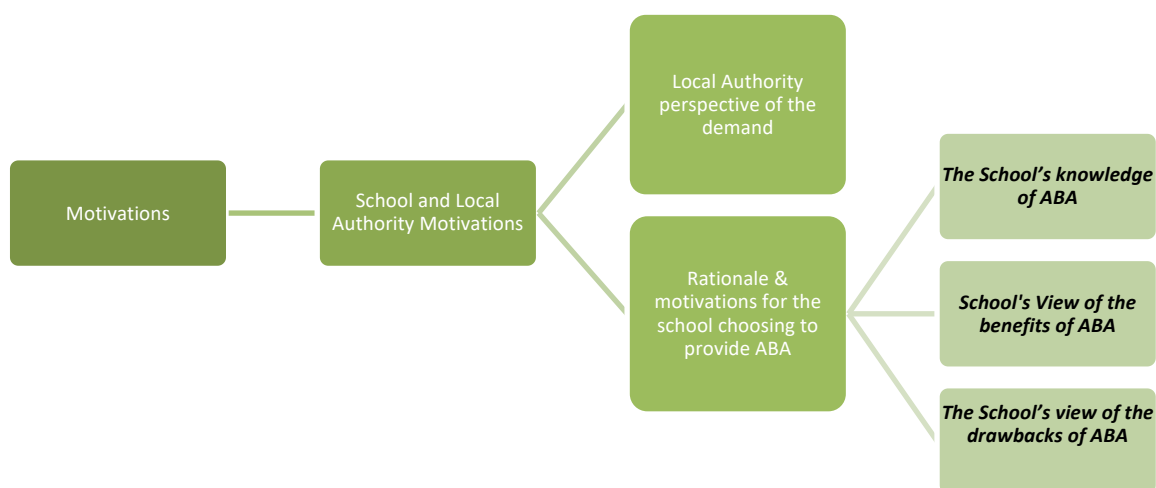 Motivations
School and Local
Authority Motivations
Local Authority
perspective of the
demand
Rationale &
motivations for the
school choosing to
provide ABA
The School’s knowledge
of ABA
School's View of the
benefits of ABA
The School’s view of the
drawbacks of ABA